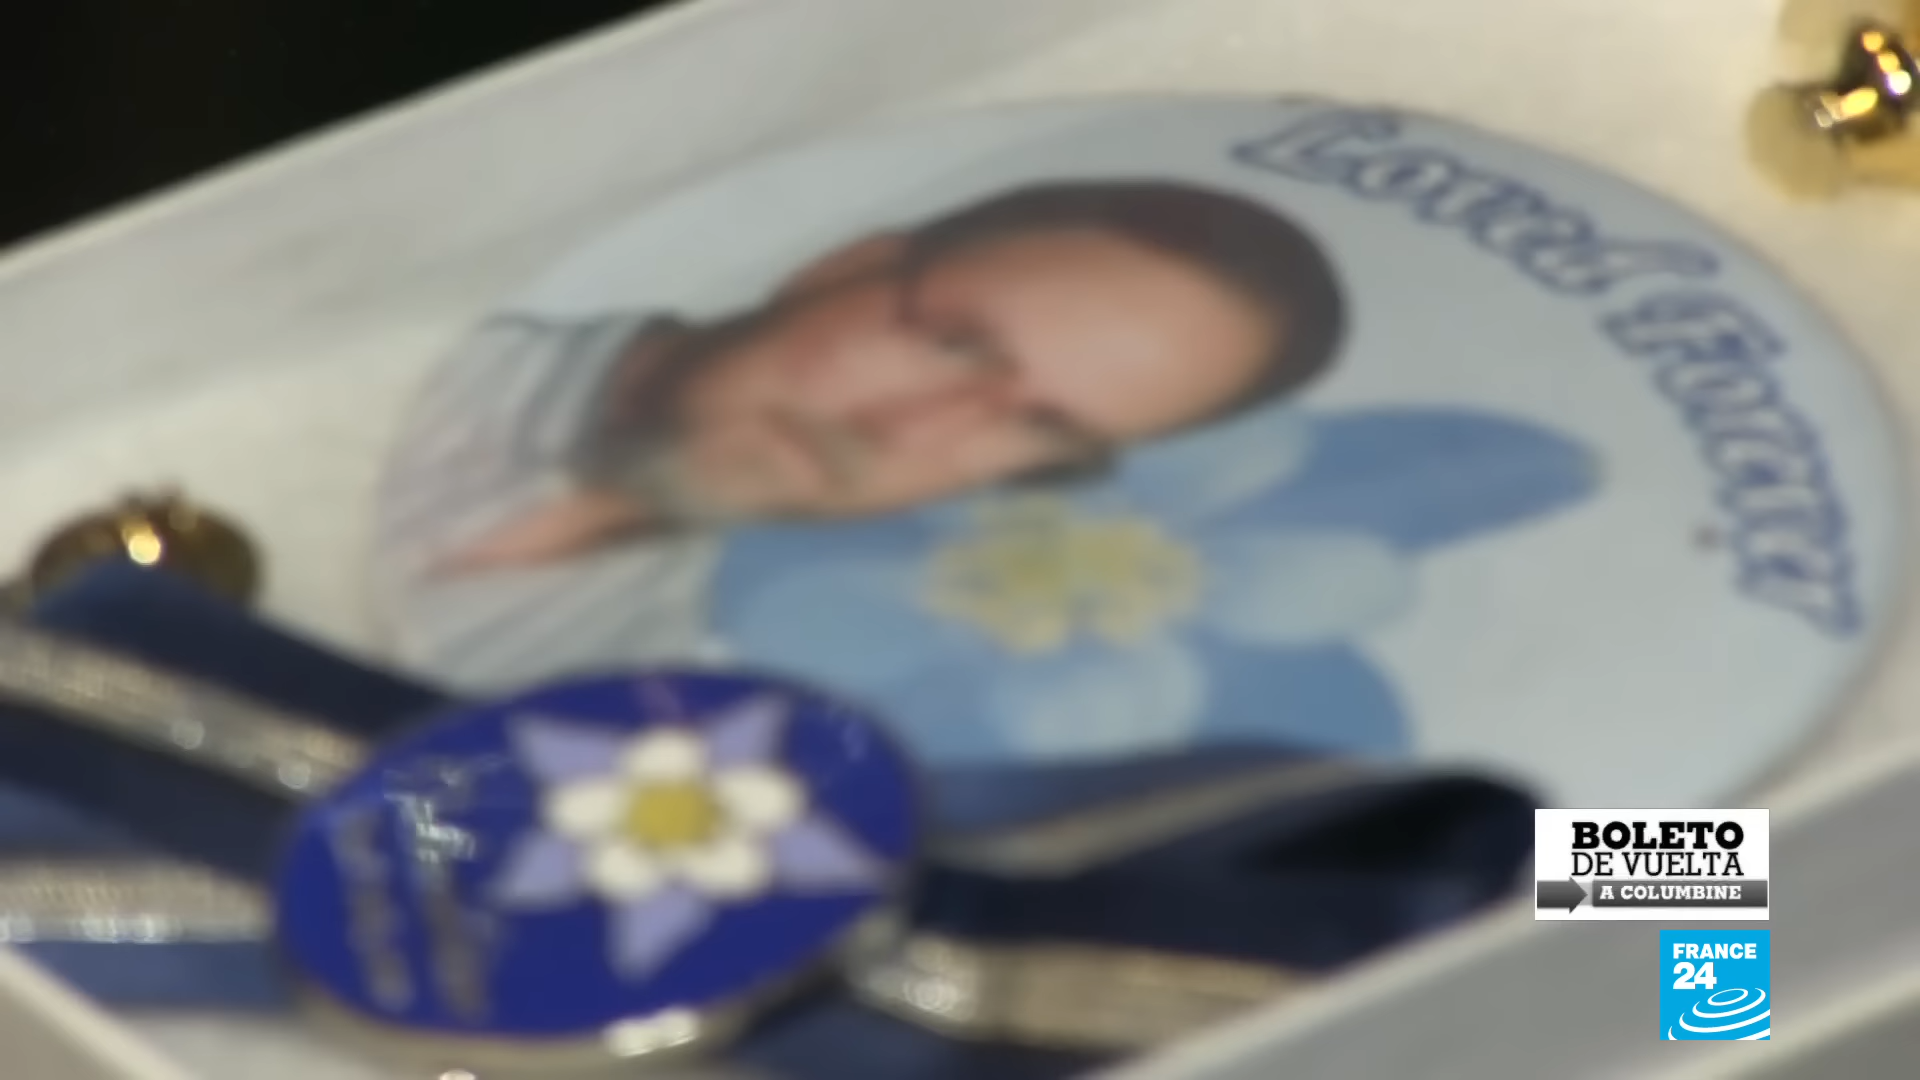 Loved Forever
BOLETO
DE VUELTA
A COLUMBINE
FRANCE
24